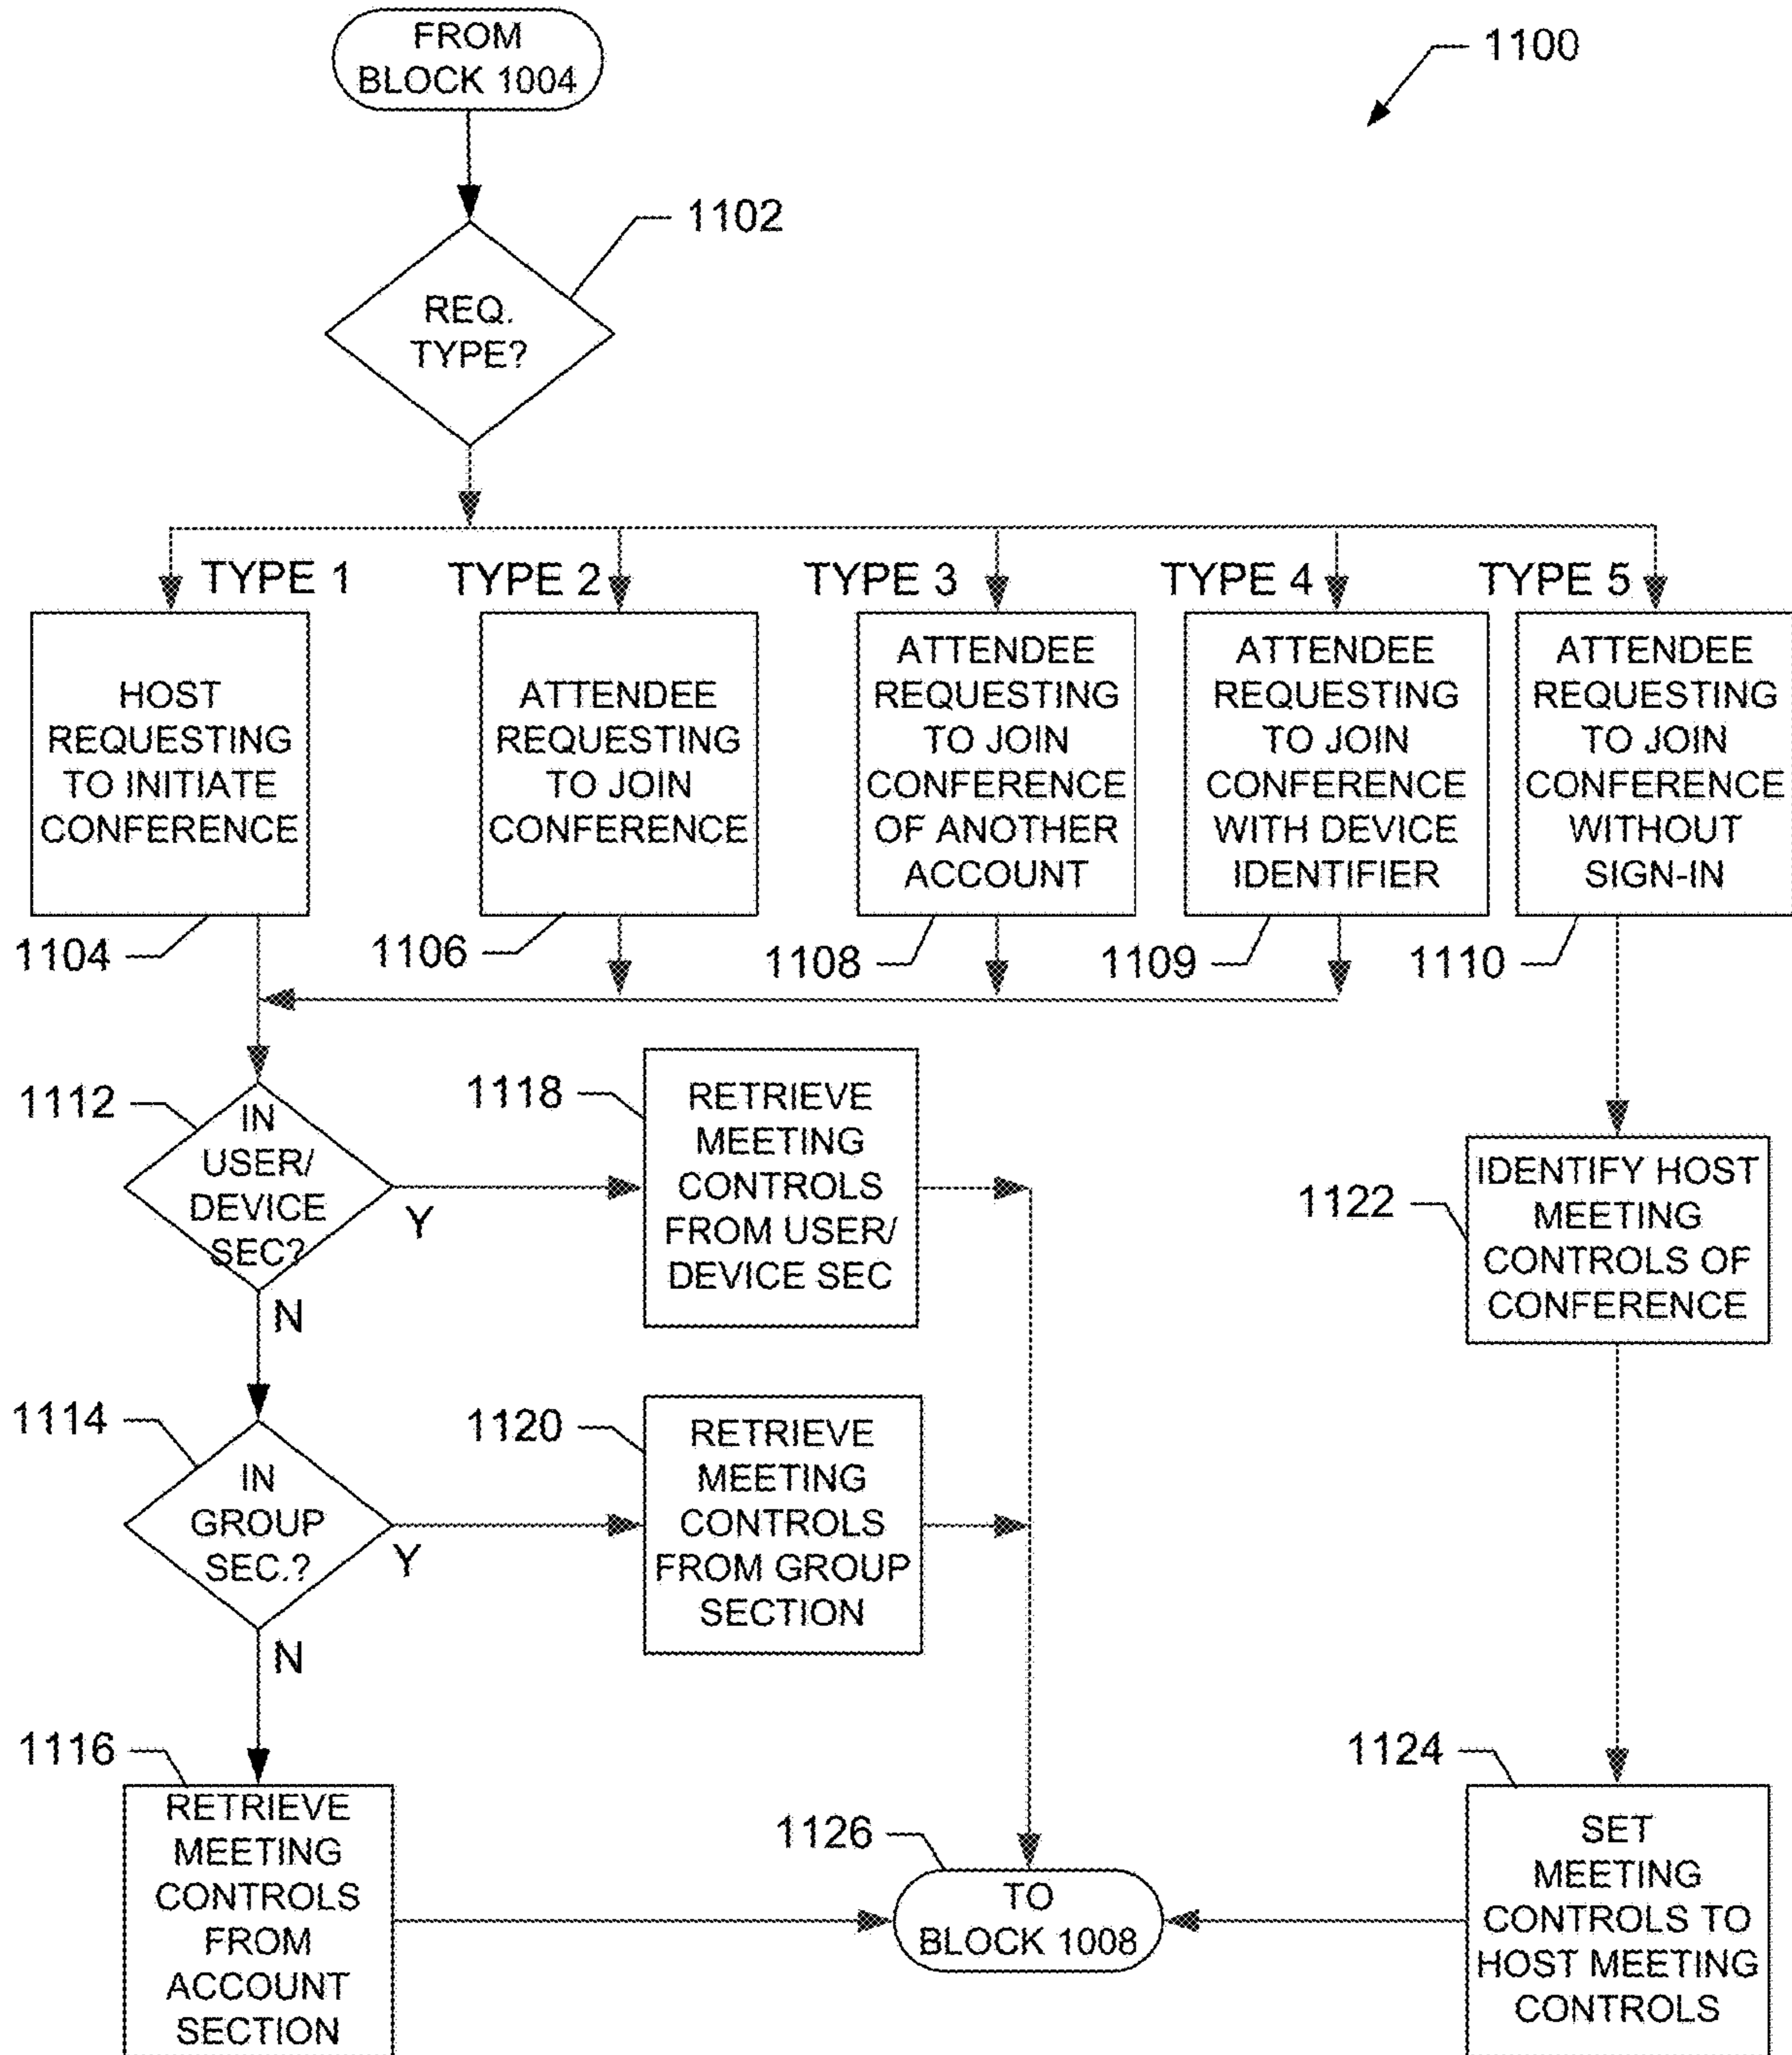 FROM
BLOCK 1004
1100
1102
REQ.
TYPE?
TYPE 1
TYPE 2
TYPE 3
TYPE 4
TYPE 5
HOST
REQUESTING
TO INITIATE
CONFERENCE
ATTENDEE
REQUESTING
TO JOIN
CONFERENCE
ATTENDEE
REQUESTING
TO JOIN
CONFERENCE
OF ANOTHER
ACCOUNT
ATTENDEE
REQUESTING
TO JOIN
CONFERENCE
WITH DEVICE
IDENTIFIER
ATTENDEE
REQUESTING
TO JOIN
CONFERENCE
WITHOUT
SIGN-IN
1104
1106
1108
1109
1110
1112
IN
USER/
DEVICE
SEC?
Y
N
1118
RETRIEVE
MEETING
CONTROLS
FROM USER/
DEVICE SEC
1122
IDENTIFY HOST
MEETING
CONTROLS OF
CONFERENCE
1114
IN
GROUP
SEC.?
Y
N
1120
RETRIEVE
MEETING
CONTROLS
FROM GROUP
SECTION
1116
RETRIEVE
MEETING
CONTROLS
FROM
ACCOUNT
SECTION
1126
TO
BLOCK 1008
1124
SET
MEETING
CONTROLS TO
HOST MEETING
CONTROLS